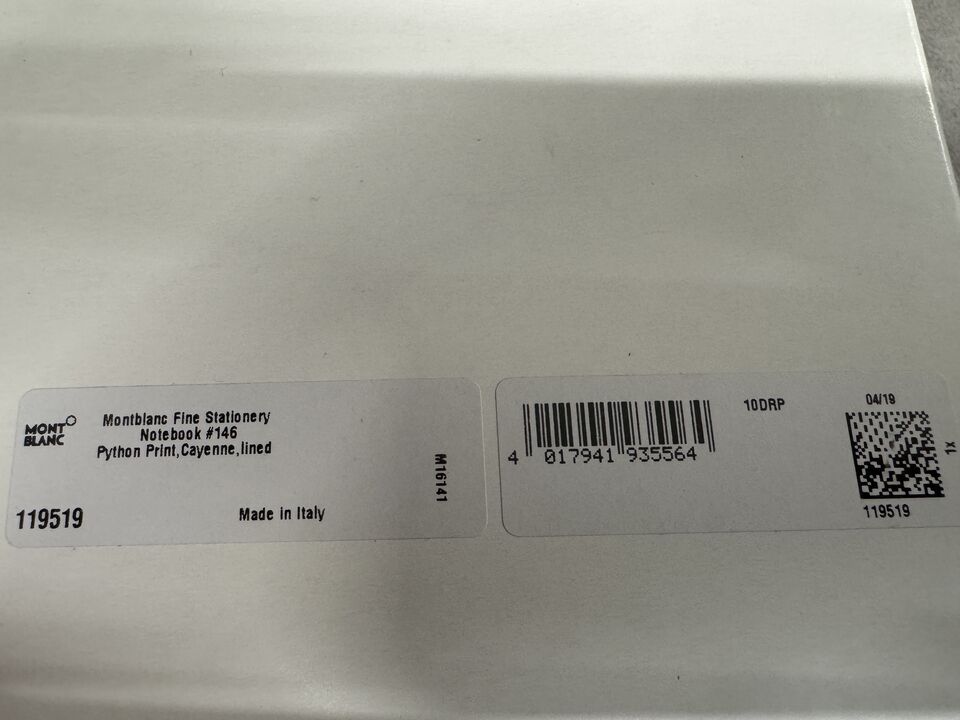 MONT
BLANC
Montblanc Fine Stationery
Notebook #146
Python Print,Cayenne,lined
M16141
119519
Made in Italy
4 017941 935564
10DRP
04/19
1x
119519